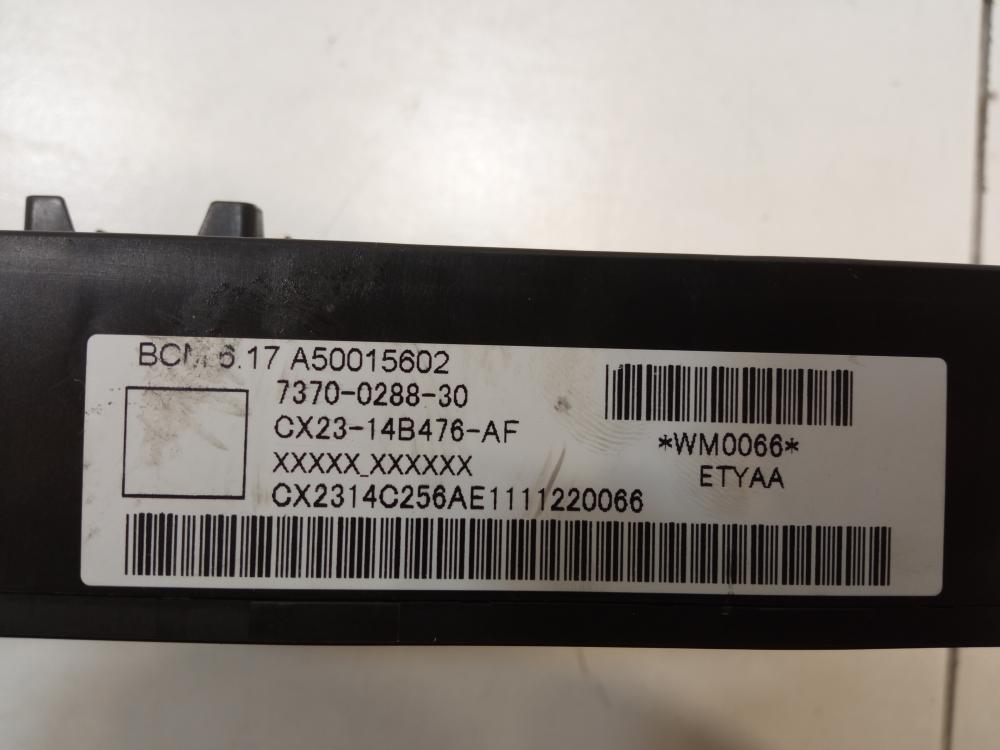 BCM 6.17 A50015602
7370-0288-30
CX23-14B476-AF
XXXXX_XXXXXX
CX2314C256AE1111220066
*WM0066*
ETYAA